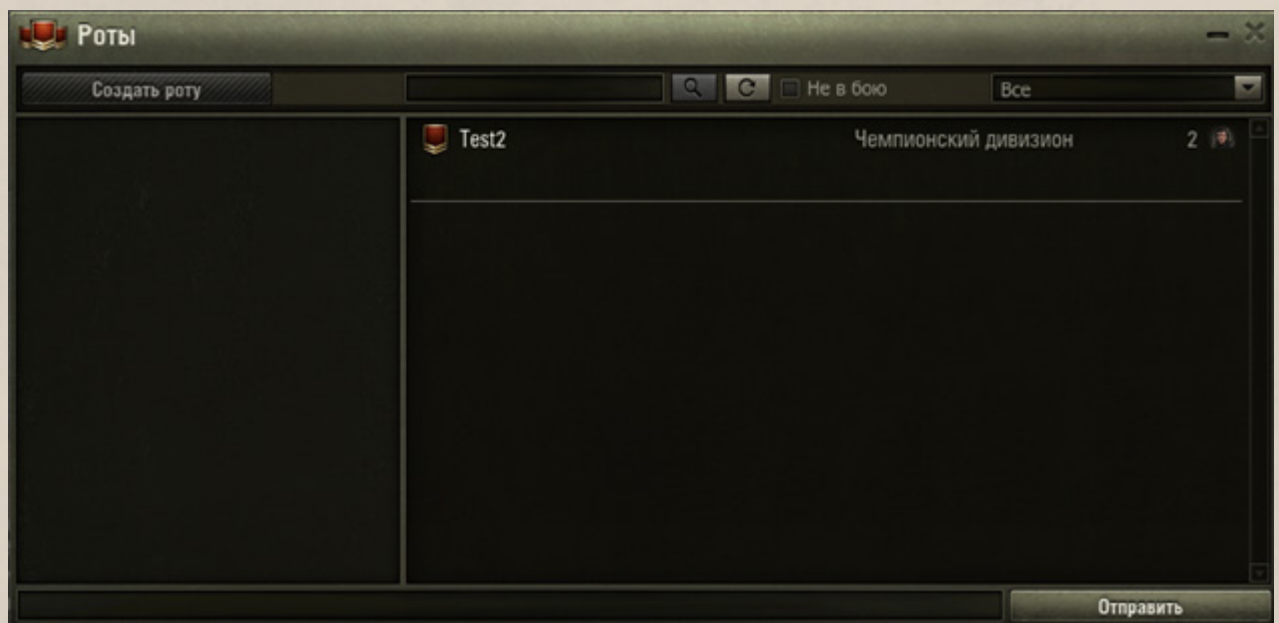 Роты
Создать роту
Не в бою
Все
Test2
Чемпионский дивизион
2
Отправить